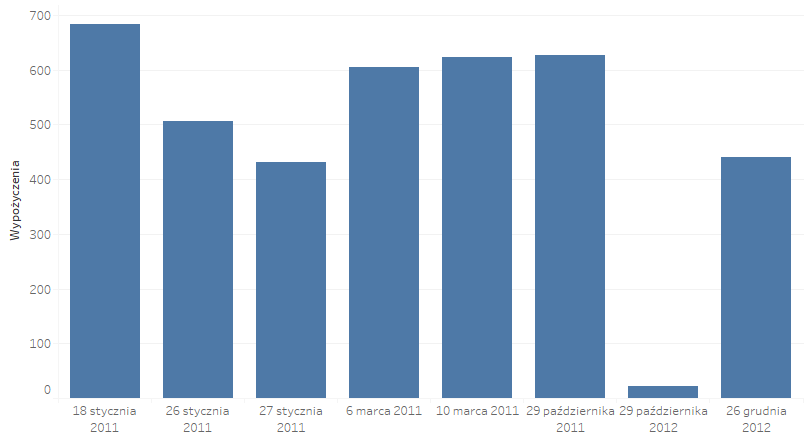 700
600
500
400
300
200
100
0
Wypożyczenia
18 stycznia
2011
26 stycznia
2011
27 stycznia
2011
6 marca 2011
10 marca 2011
29 października
2011
29 października
2012
26 grudnia
2012